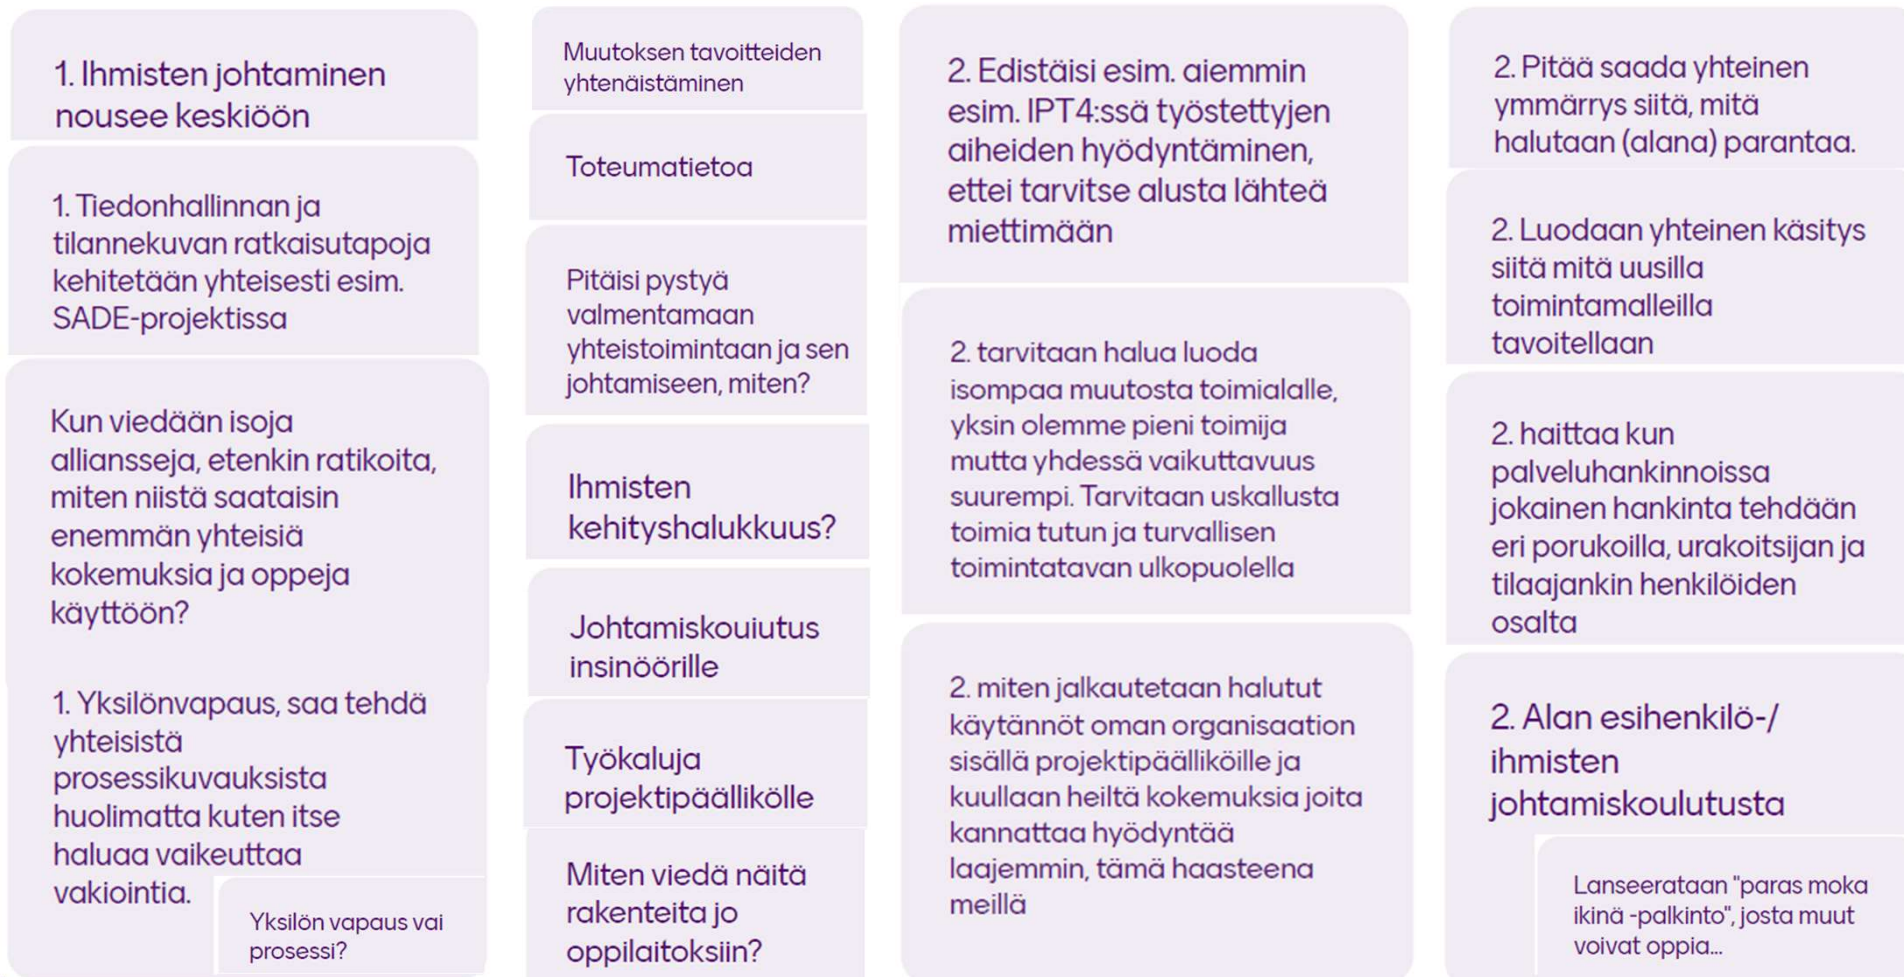 1. Ihmisten johtaminen
nousee keskiöön
1. Tiedonhallinnan ja
tilannekuvan ratkaisutapoja
kehitetään yhteisesti esim.
SADE-projektissa
Kun viedään isoja
alliansseja, etenkin ratikoita,
miten niistä saataisin
enemmän yhteisiä
kokemuksia ja oppeja
käyttöön?
1. Yksilönvapaus, saa tehdä
yhteisistä
prosessikuvauksista
huolimatta kuten itse
haluaa vaikeuttaa
vakiointia.
Yksilön vapaus vai
prosessi?
Muutoksen tavoitteiden
yhtenäistäminen
Toteumatietoa
Pitäisi pystyä
valmentamaan
yhteistoimintaan ja sen
johtamiseen, miten?
Ihmisten
kehityshalukkuus?
Johtamiskouiutus
insinöörille
Työkaluja
projektipäällikölle
Miten viedä näitä
rakenteita jo
oppilaitoksiin?
2. Edistäisi esim. aiemmin
esim. IPT4:ssä työstettyjen
aiheiden hyödyntäminen,
ettei tarvitse alusta lähteä
miettimään
2. tarvitaan halua luoda
isompaa muutosta toimialalle,
yksin olemme pieni toimija
mutta yhdessä vaikuttavuus
suurempi. Tarvitaan uskallusta
toimia tutun ja turvallisen
toimintatavan ulkopuolella
2. miten jalkautetaan halutut
käytännöt oman organisaation
sisällä projektipäälliköille ja
kuullaan heiltä kokemuksia joita
kannattaa hyödyntää
laajemmin, tämä haasteena
meillä
2. Pitää saada yhteinen
ymmärrys siitä, mitä
halutaan (alana) parantaa.
2. Luodaan yhteinen käsitys
siitä mitä uusilla
toimintamalleilla
tavoitellaan
2. haittaa kun
palveluhankinnoissa
jokainen hankinta tehdään
eri porukoilla, urakoitsijan ja
tilaajankin henkilöiden
osalta
2. Alan esihenkilö-/
ihmisten
johtamiskoulutusta
Lanseerataan "paras moka
ikinä -palkinto", josta muut
voivat oppia...